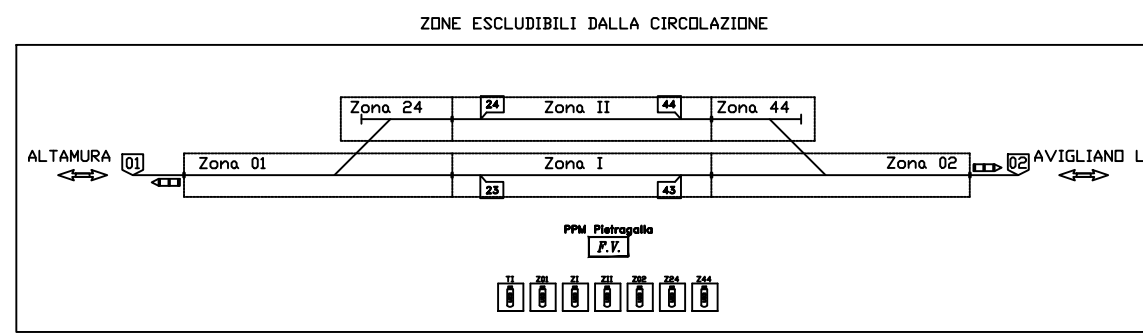 ZONE ESCLUDIBILI DALLA CIRCOLAZIONE
Zona 24 24 Zona II 44 Zona 44
ALTAMURA 01 Zona 01 Zona I Zona 02 02 AVIGLIANO L
23 43
PPM Pietragalla
F.V.
TI Z01 ZI ZII Z02 Z24 Z44